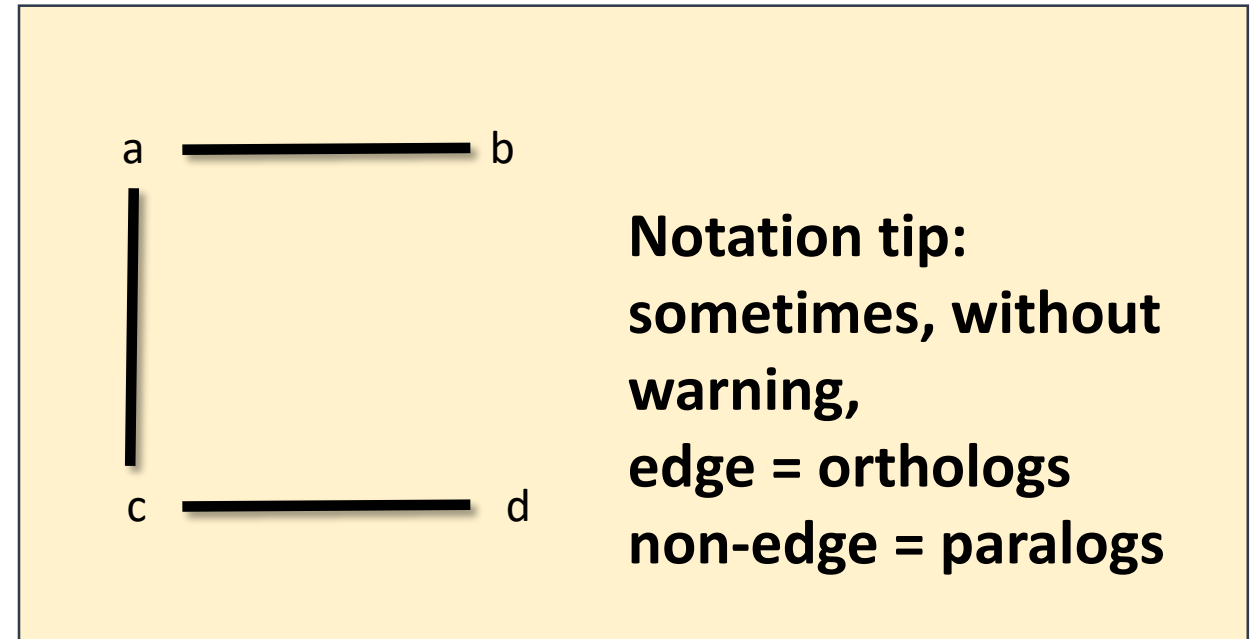 a b
Notation tip:
sometimes, without
warning,
edge = orthologs
c d
non-edge = paralogs